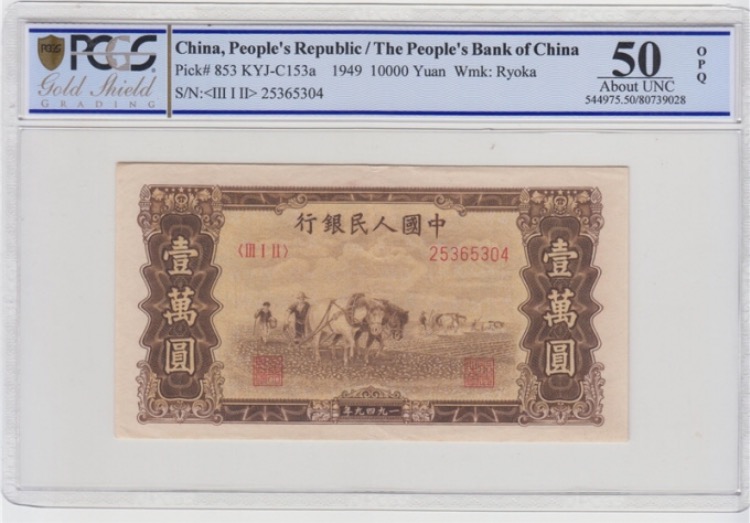 PCGS
Gold Shield
GRADING
China, People's Republic / The People's Bank of China
Pick# 853 KYJ-C153a 1949 10000 Yuan Wmk: Ryoka
S/N:<III I II> 25365304
50
About UNC
544975.50/80739028
OPQ
行銀民人國中
〈III I II〉 25365304
壹萬圓
壹萬圓
年九四九一